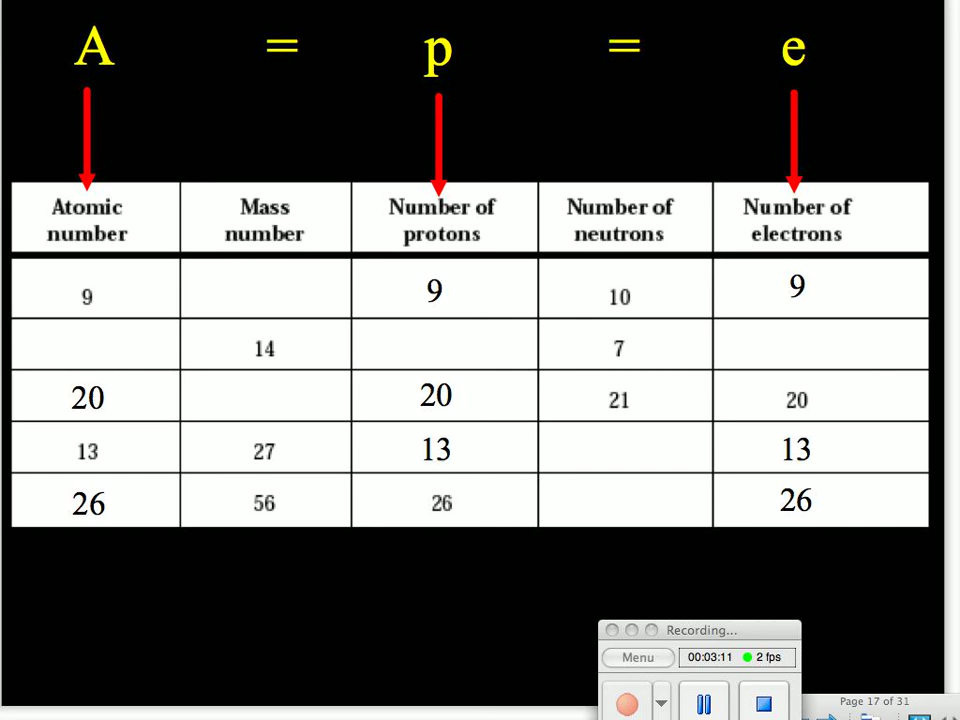 A = p = e
Atomic number Mass number Number of protons Number of neutrons Number of electrons
9 9 10 9
14 7
20 20 21 20
13 27 13 13
26 56 26 26
Recording...
Menu 00:03:11 2 fps
Page 17 of 31